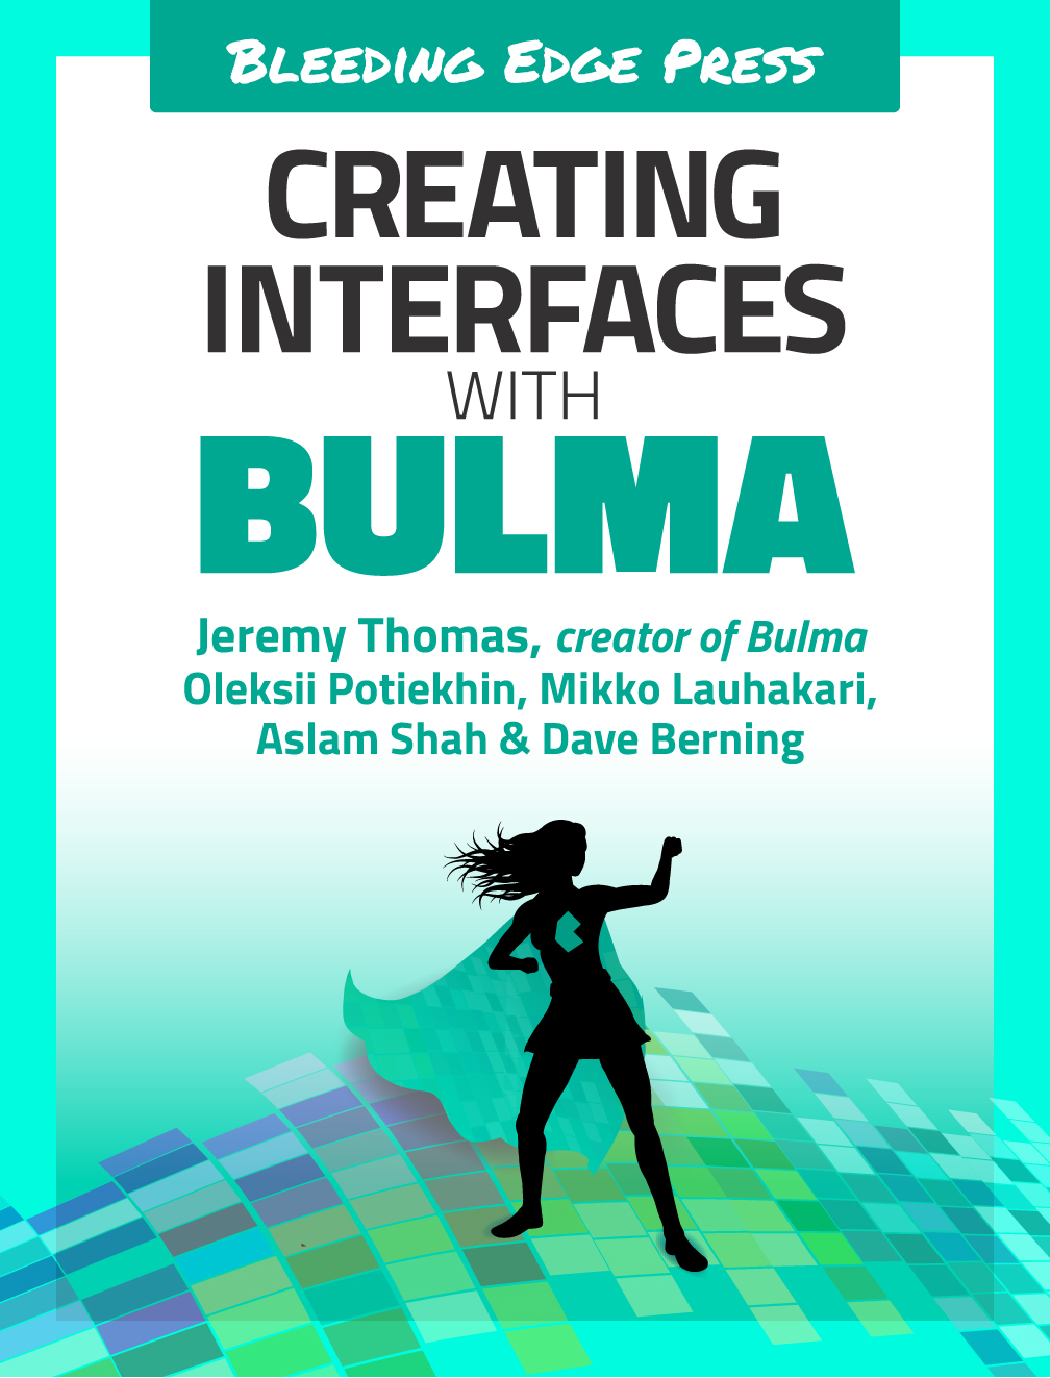 BLEEDING EDGE PRESS
CREATING
INTERFACES
WITH
BULMA
Jeremy Thomas, creator of Bulma
Oleksii Potiekhin, Mikko Lauhakari,
Aslam Shah & Dave Berning